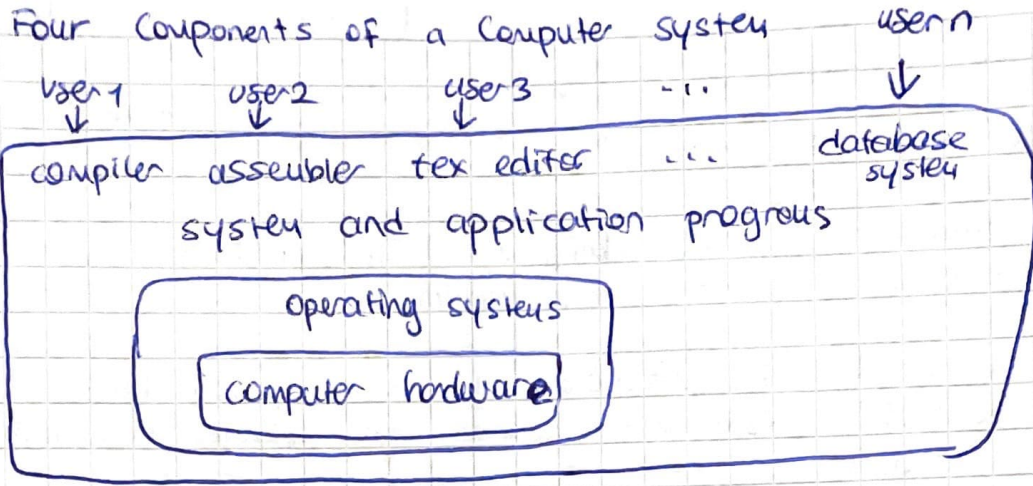 Four Components of a Computer system user n
user 1 user 2 user 3 ...
compiler assembler tex editor ... database
system
system and application programs
operating systems
computer hardware